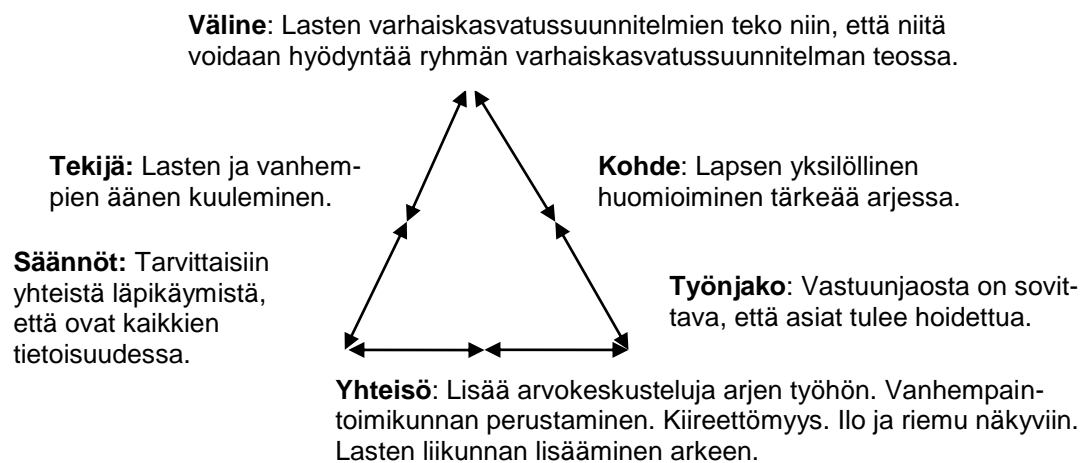 Väline: Lasten varhaiskasvatussuunnitelmien teko niin, että niitä
voidaan hyödyntää ryhmän varhaiskasvatussuunnitelman teossa.
Tekijä: Lasten ja vanhem-
pien äänen kuuleminen.
Kohde: Lapsen yksilöllinen
huomioiminen tärkeää arjessa.
Säännöt: Tarvittaisiin
yhteistä läpikäymistä,
että ovat kaikkien
tietoisuudessa.
Työnjako: Vastuunjaosta on sovit-
tava, että asiat tulee hoidettua.
Yhteisö: Lisää arvokeskusteluja arjen työhön. Vanhempain-
toimikunnan perustaminen. Kiireettömyys. Ilo ja riemu näkyviin.
Lasten liikunnan lisääminen arkeen.